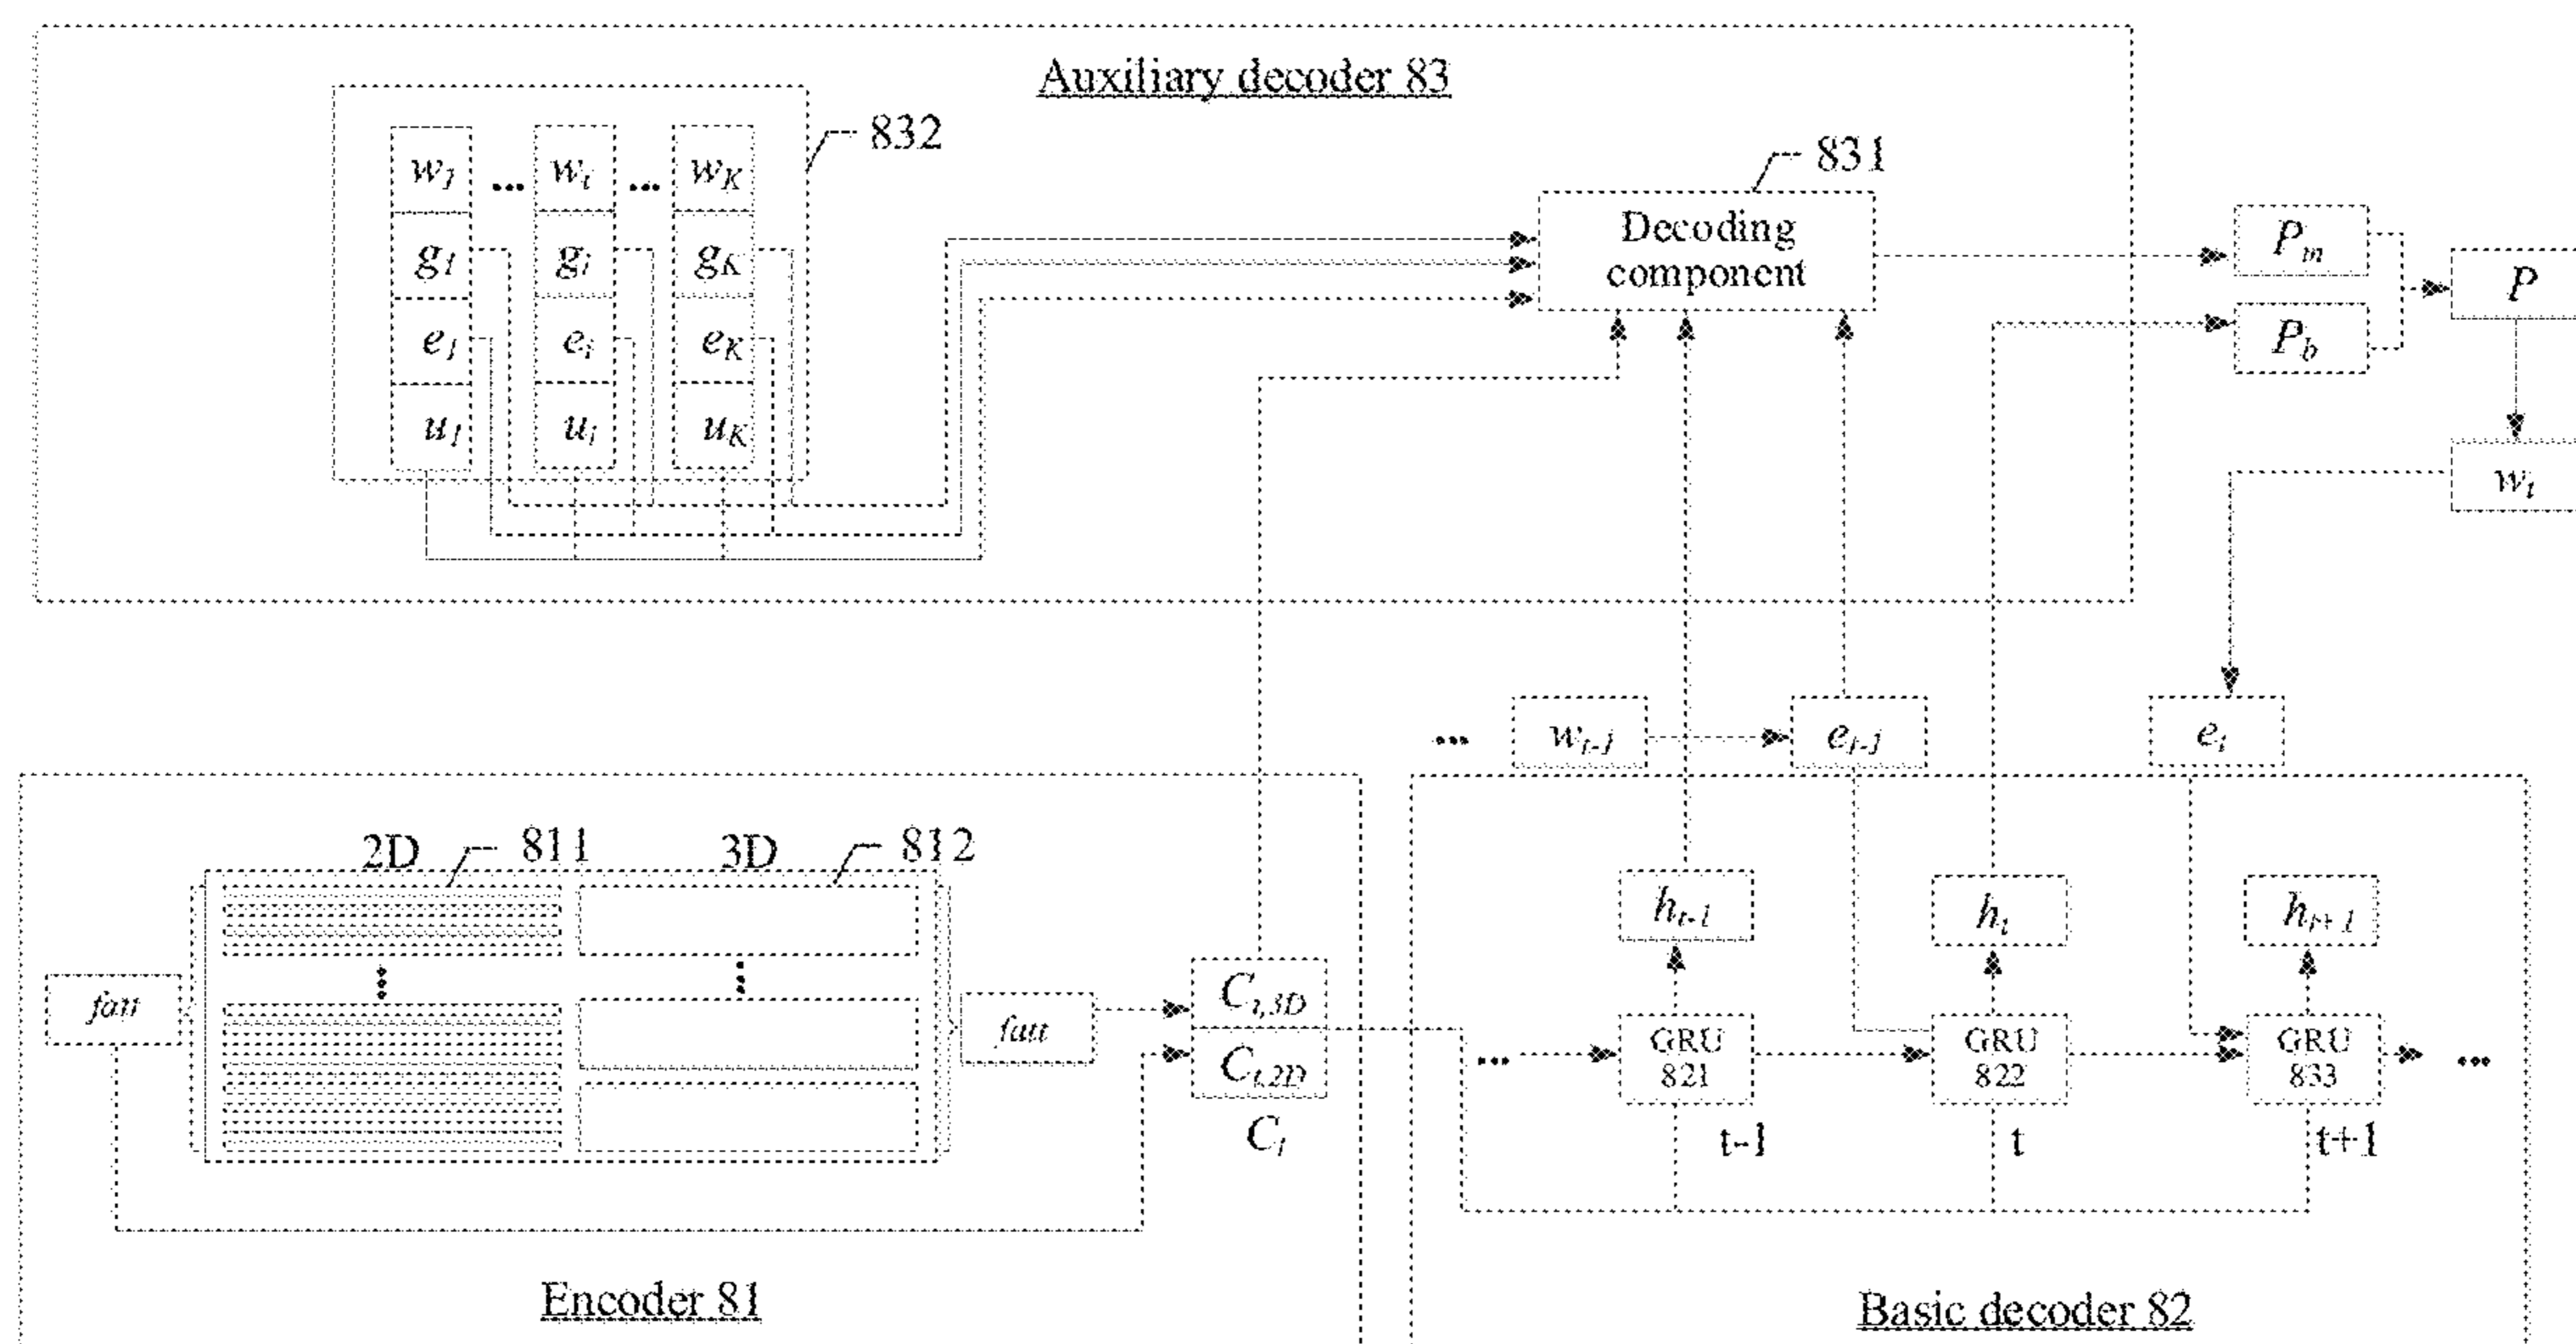 Auxiliary decoder 83
832
831
w1 ... wi ... wK
g1 gi gK
e1 ei eK
u1 ui uK
Decoding
component
Pm
Pb
P
wt
... wt-1 et-1 et
2D 811 3D 812
fatt
fatt
Ct,3D
Ct,2D
Ct
ht-1 ht ht+1
... GRU
821
GRU
822
GRU
833 ...
t-1 t t+1
Encoder 81
Basic decoder 82